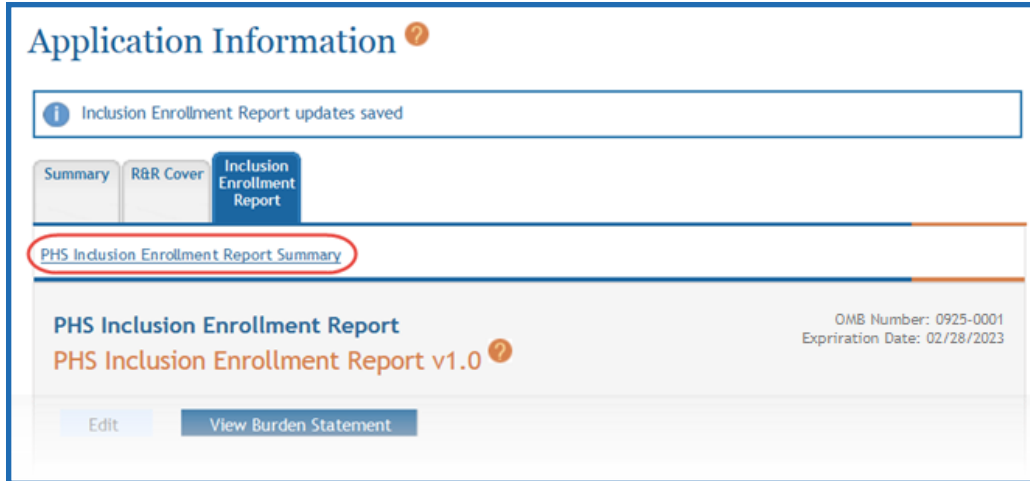 Application Information ?
i Inclusion Enrollment Report updates saved
Summary
R&R Cover
Inclusion
Enrollment
Report
PHS Inclusion Enrollment Report Summary
PHS Inclusion Enrollment Report
OMB Number: 0925-0001
Expriration Date: 02/28/2023
PHS Inclusion Enrollment Report v1.0 ?
Edit
View Burden Statement